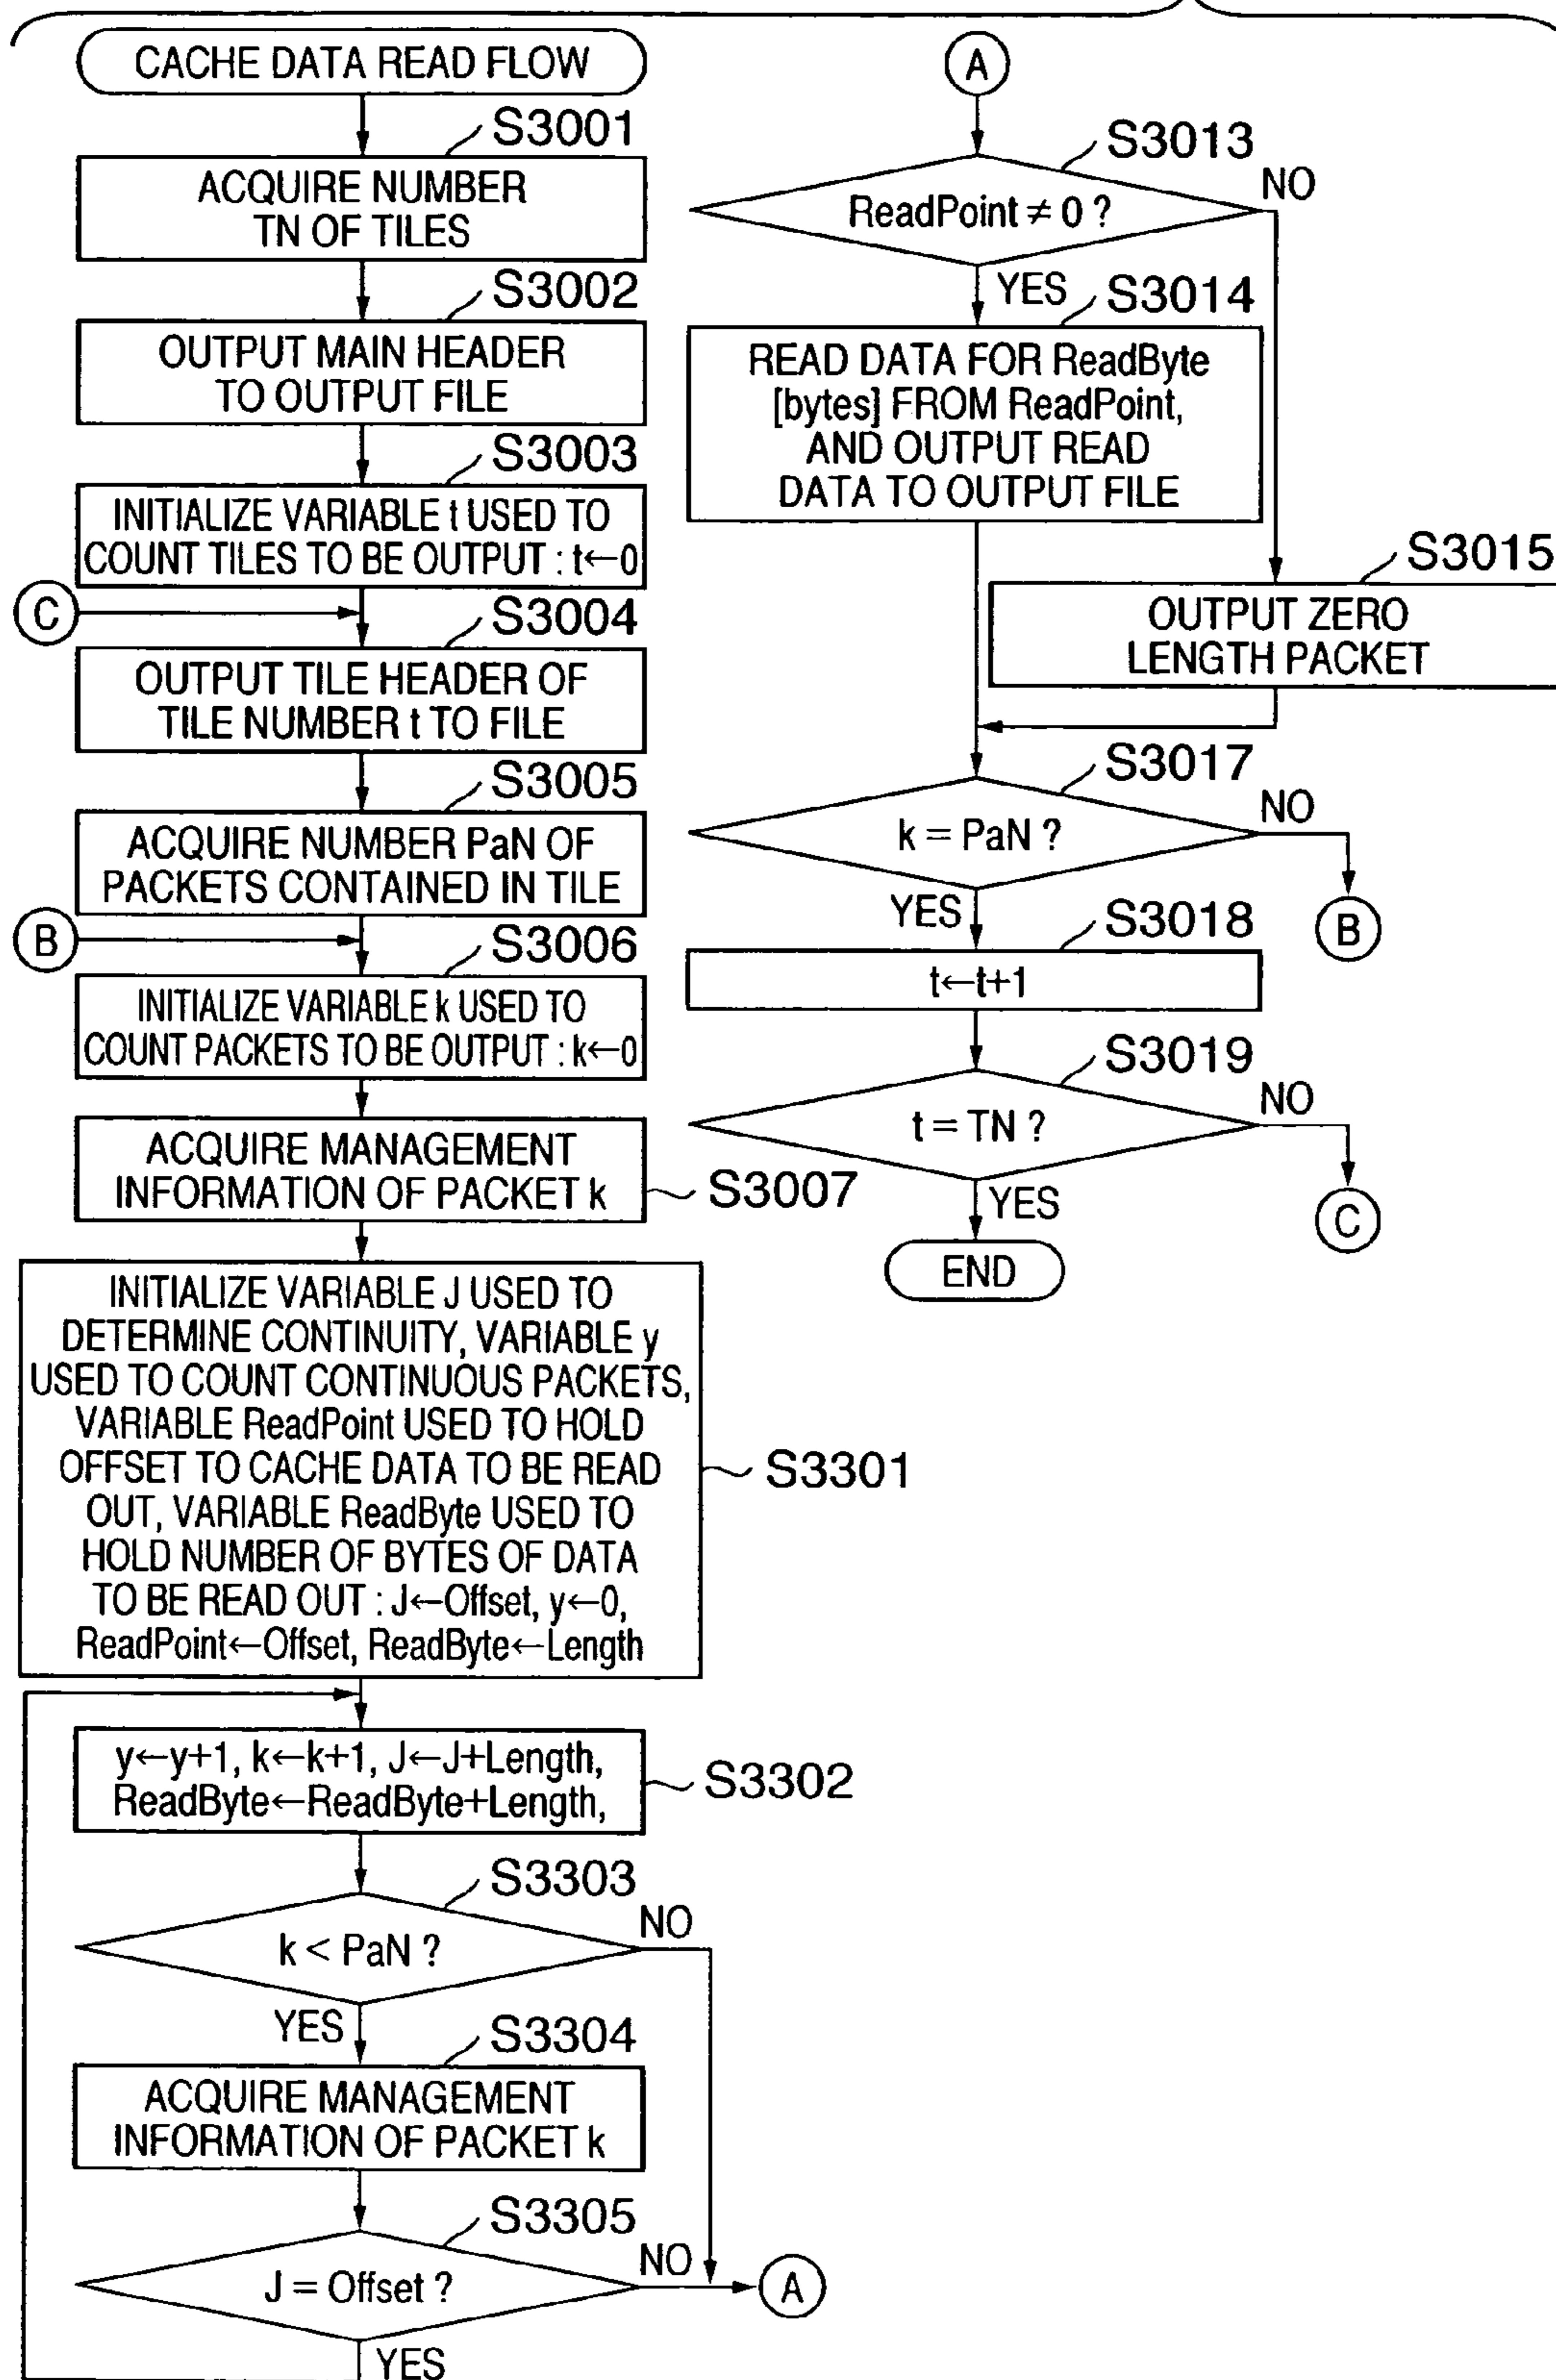 CACHE DATA READ FLOW
S3001
ACQUIRE NUMBER
TN OF TILES
S3002
OUTPUT MAIN HEADER
TO OUTPUT FILE
S3003
INITIALIZE VARIABLE t USED TO
COUNT TILES TO BE OUTPUT : t←0
C
S3004
OUTPUT TILE HEADER OF
TILE NUMBER t TO FILE
S3005
ACQUIRE NUMBER PaN OF
PACKETS CONTAINED IN TILE
B
S3006
INITIALIZE VARIABLE k USED TO
COUNT PACKETS TO BE OUTPUT : k←0
ACQUIRE MANAGEMENT
INFORMATION OF PACKET k
S3007
INITIALIZE VARIABLE J USED TO
DETERMINE CONTINUITY, VARIABLE y
USED TO COUNT CONTINUOUS PACKETS,
VARIABLE ReadPoint USED TO HOLD
OFFSET TO CACHE DATA TO BE READ
OUT, VARIABLE ReadByte USED TO
HOLD NUMBER OF BYTES OF DATA
TO BE READ OUT : J←Offset, y←0,
ReadPoint←Offset, ReadByte←Length
S3301
y←y+1, k←k+1, J←J+Length,
ReadByte←ReadByte+Length,
S3302
S3303
k < PaN ?
NO
YES
S3304
ACQUIRE MANAGEMENT
INFORMATION OF PACKET k
S3305
J = Offset ?
NO
A
YES
A
S3013
ReadPoint ≠ 0 ?
NO
YES
S3014
READ DATA FOR ReadByte
[bytes] FROM ReadPoint,
AND OUTPUT READ
DATA TO OUTPUT FILE
S3015
OUTPUT ZERO
LENGTH PACKET
S3017
k = PaN ?
NO
B
YES
S3018
t←t+1
S3019
t = TN ?
NO
C
YES
END